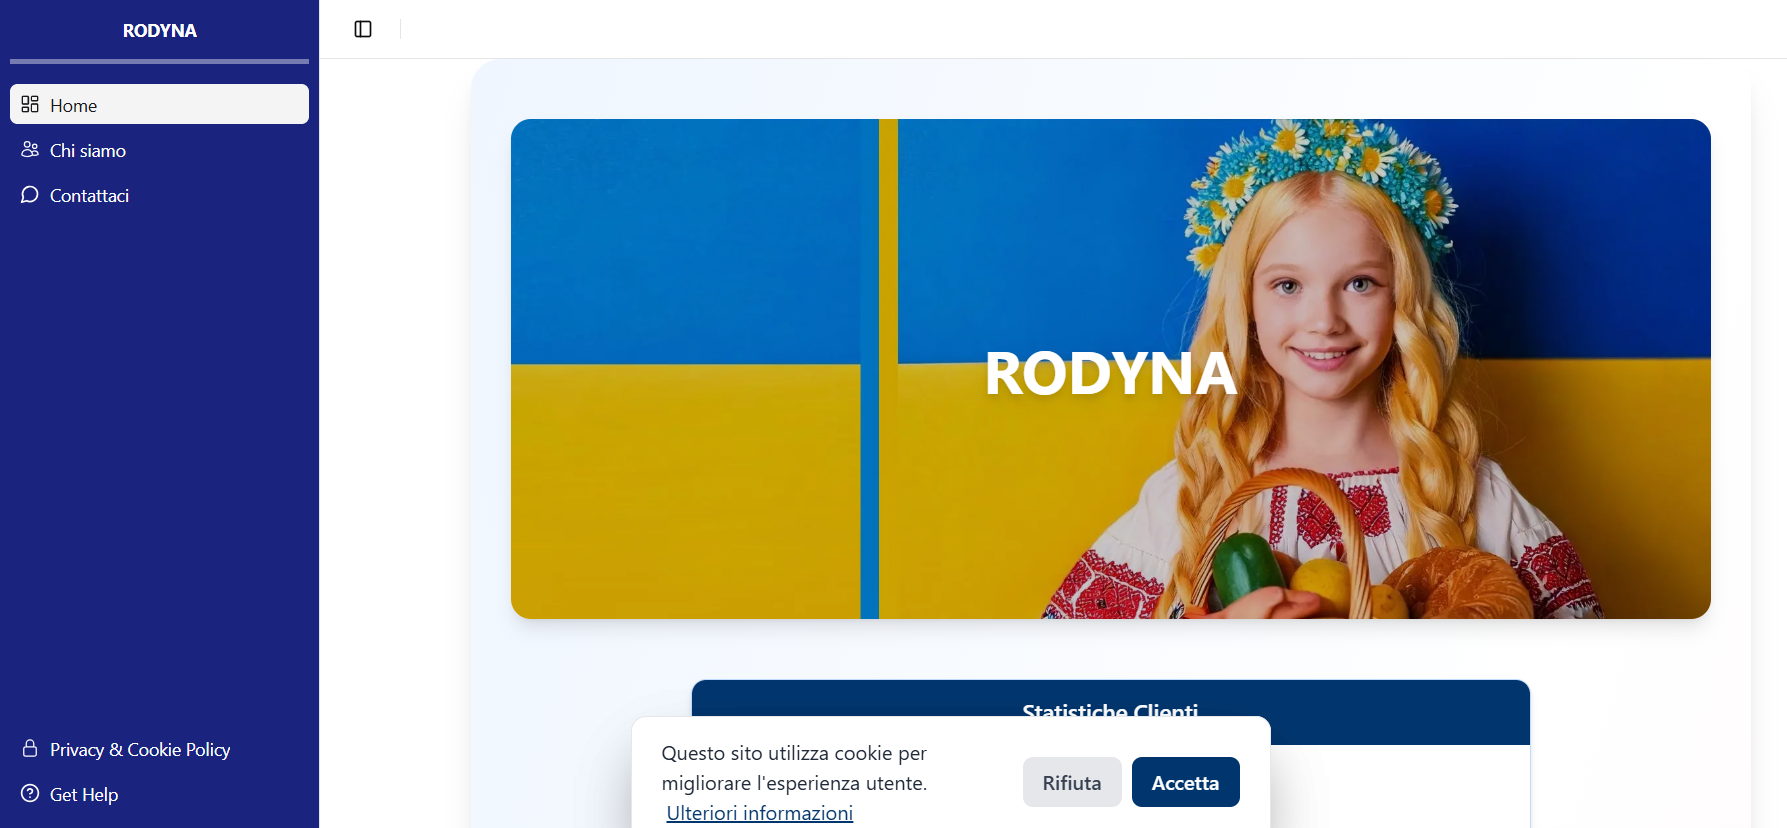 RODYNA
Home
Chi siamo
Contattaci
Privacy & Cookie Policy
Get Help
RODYNA
Statistiche Clienti
Questo sito utilizza cookie per
migliorare l'esperienza utente.
Ulteriori informazioni
Rifiuta
Accetta